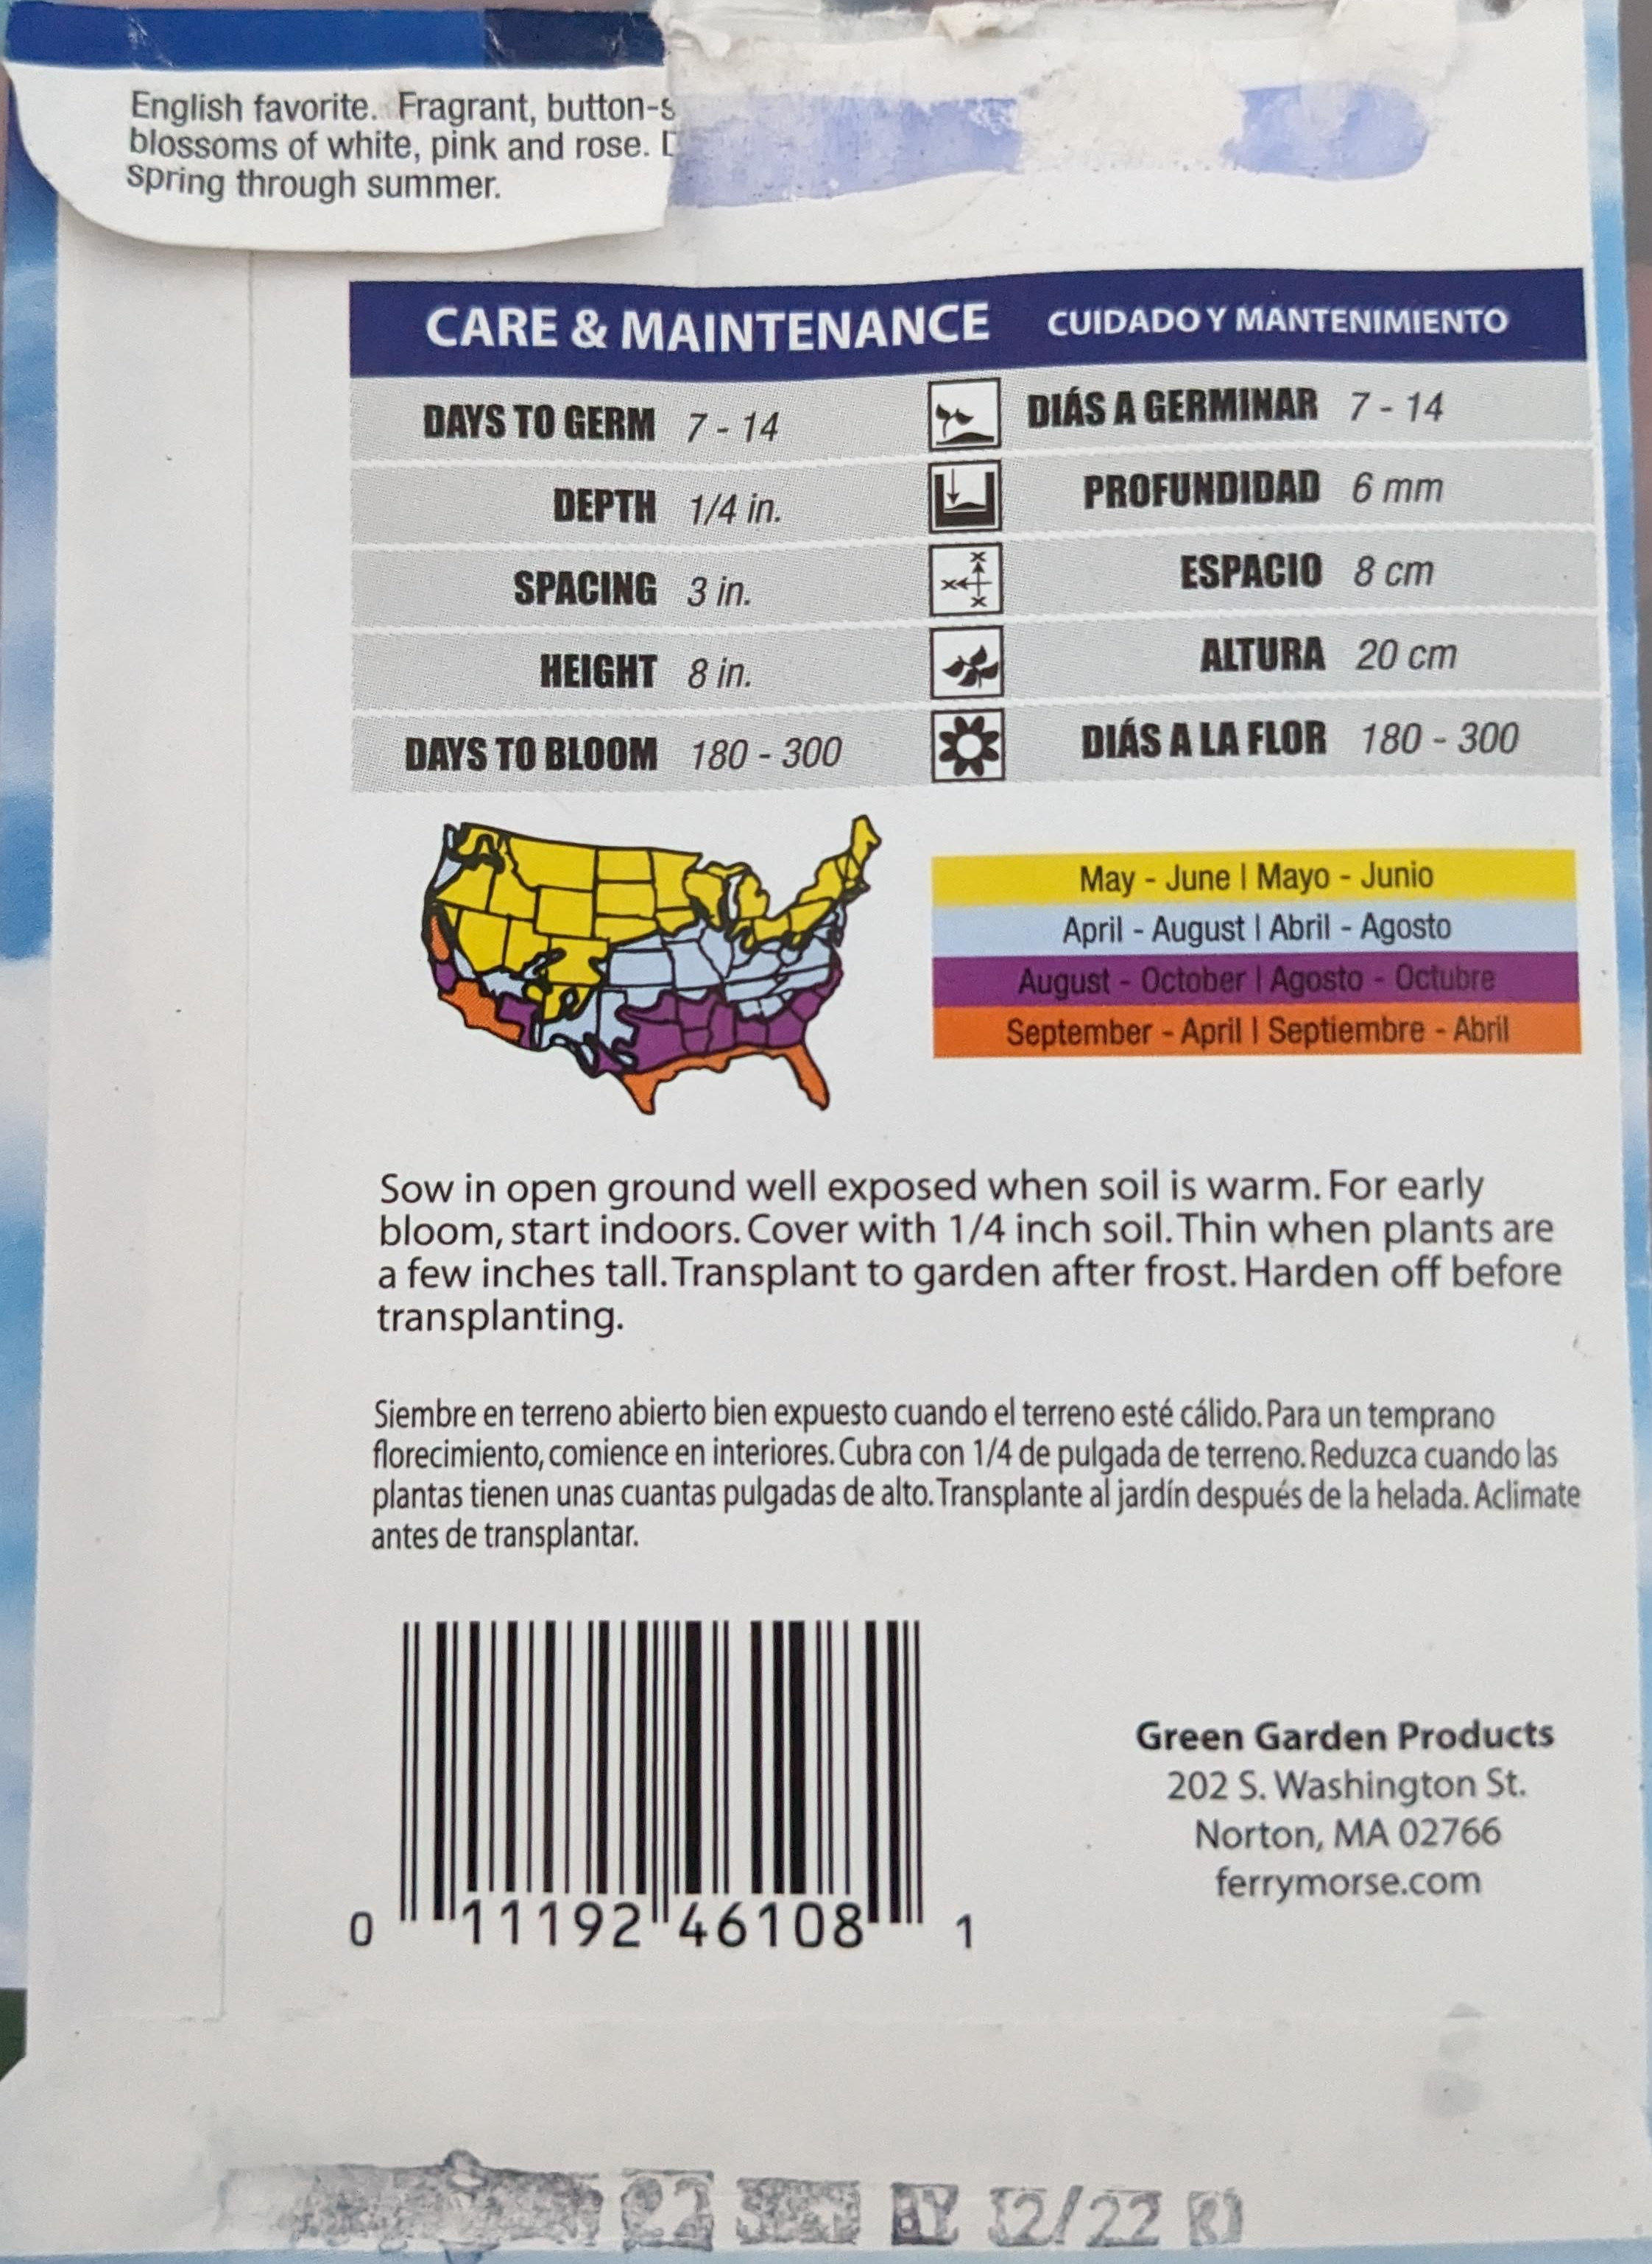 English favorite. Fragrant, button-s
blossoms of white, pink and rose.
spring through summer.
CARE & MAINTENANCE CUIDADO Y MANTENIMIENTO
DAYS TO GERM 7 - 14 DIÁS A GERMINAR 7 - 14
DEPTH 1/4 in. PROFUNDIDAD 6 mm
SPACING 3 in. ESPACIO 8 cm
HEIGHT 8 in. ALTURA 20 cm
DAYS TO BLOOM 180 - 300 DIÁS A LA FLOR 180 - 300
May - June | Mayo - Junio
April - August | Abril - Agosto
August - October | Agosto - Octubre
September - April | Septiembre - Abril
Sow in open ground well exposed when soil is warm. For early
bloom, start indoors. Cover with 1/4 inch soil. Thin when plants are
a few inches tall. Transplant to garden after frost. Harden off before
transplanting.
Siembre en terreno abierto bien expuesto cuando el terreno esté cálido. Para un temprano
florecimiento, comience en interiores. Cubra con 1/4 de pulgada de terreno. Reduzca cuando las
plantas tienen unas cuantas pulgadas de alto. Transplante al jardín después de la helada. Aclimate
antes de transplantar.
Green Garden Products
202 S. Washington St.
Norton, MA 02766
ferrymorse.com
0 11192 46108 1
BY 12/22